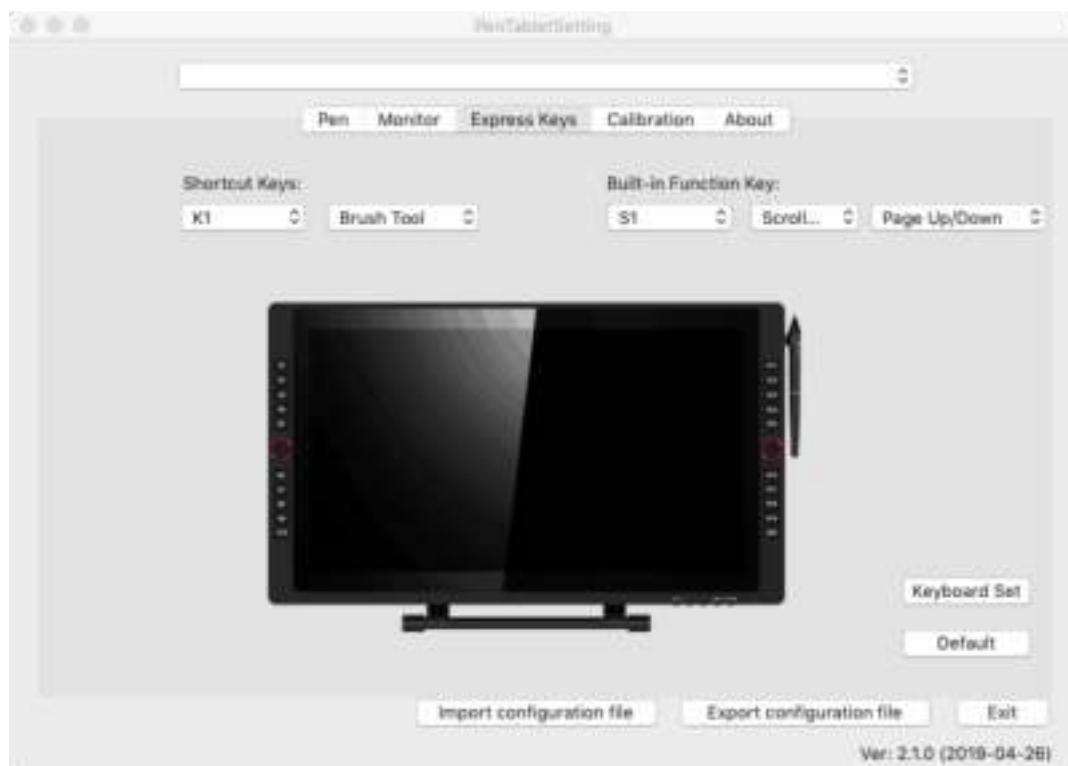 PenTabletSetting
Pen Monitor Express Keys Calibration About
Shortcut Keys: Built-in Function Key:
K1 Brush Tool S1 Scroll... Page Up/Down
Keyboard Set
Default
Import configuration file Export configuration file Exit
Ver: 2.1.0 (2019-04-26)